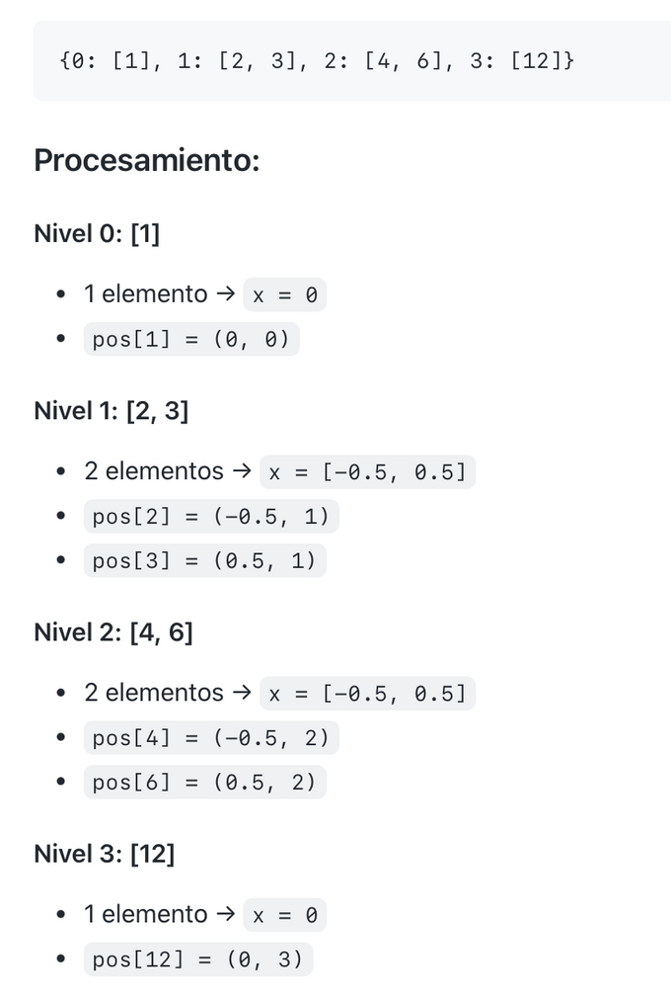 {0: [1], 1: [2, 3], 2: [4, 6], 3: [12]}
Procesamiento:
Nivel 0: [1]
• 1 elemento → x = 0
• pos[1] = (0, 0)
Nivel 1: [2, 3]
• 2 elementos → x = [-0.5, 0.5]
• pos[2] = (-0.5, 1)
• pos[3] = (0.5, 1)
Nivel 2: [4, 6]
• 2 elementos → x = [-0.5, 0.5]
• pos[4] = (-0.5, 2)
• pos[6] = (0.5, 2)
Nivel 3: [12]
• 1 elemento → x = 0
• pos[12] = (0, 3)